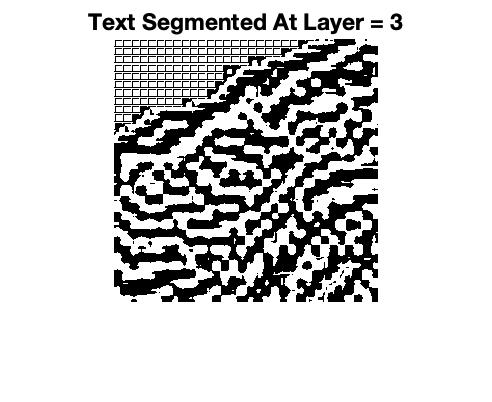 Text Segmented At Layer = 3